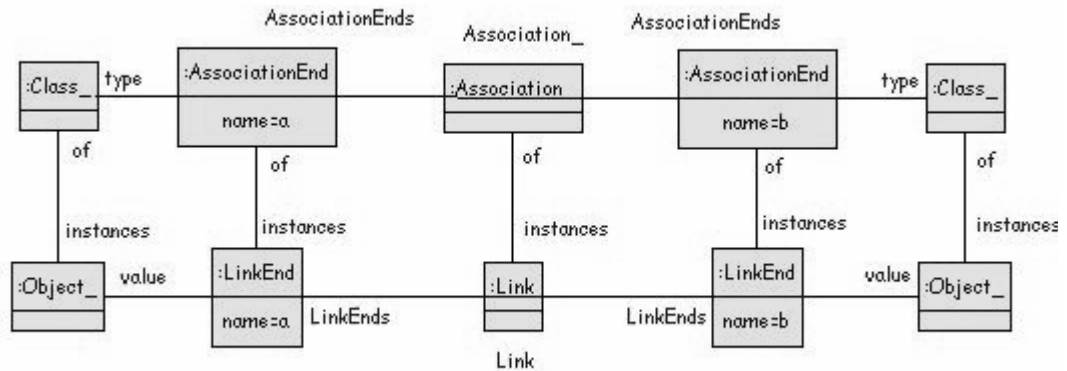 AssociationEnds
Association_
AssociationEnds
:Class_
type
:AssociationEnd
name=a
:Association
:AssociationEnd
name=b
type
:Class_
of
of
of
of
of
instances
instances
instances
instances
instances
:Object_
value
:LinkEnd
name=a
LinkEnds
:Link
LinkEnds
:LinkEnd
name=b
value
:Object_
Link